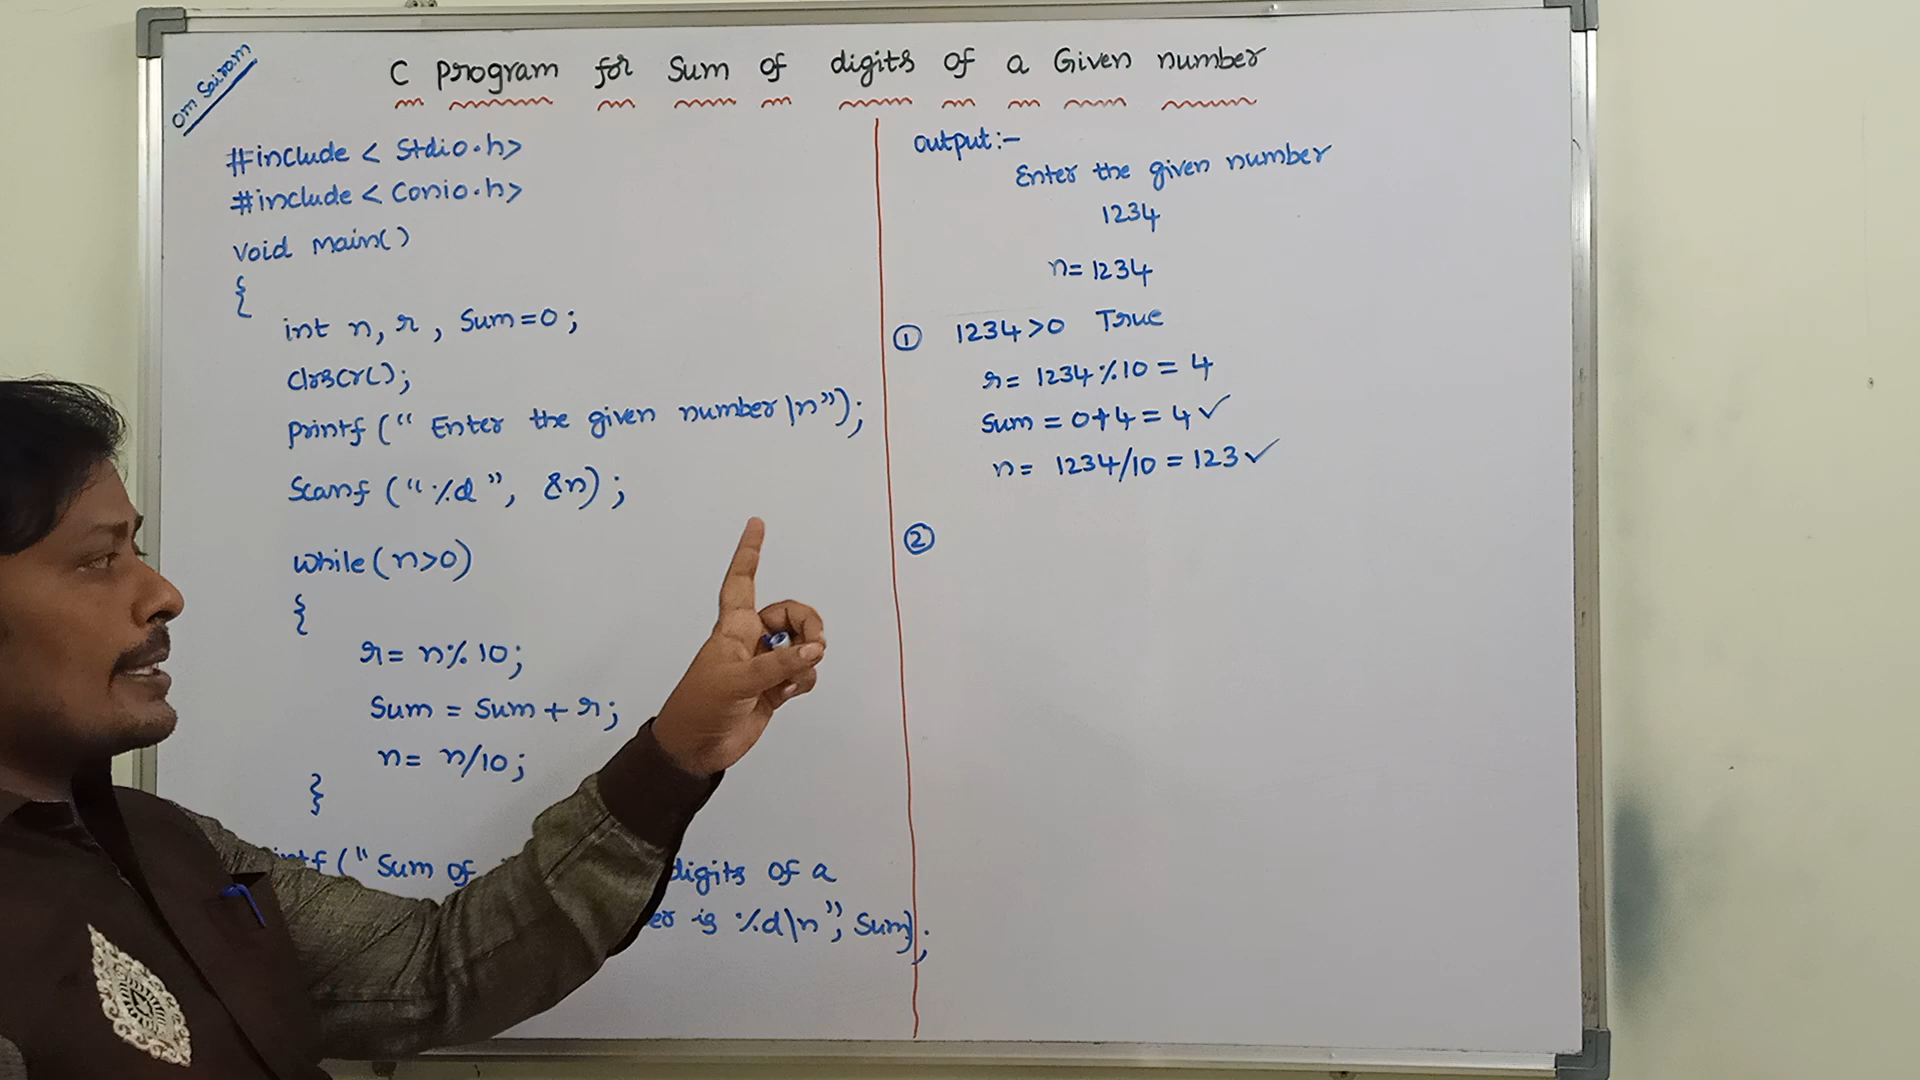 Om Sairam
C program for Sum of digits of a Given number
#include < Stdio.h>
#include < Conio.h>
Void main()
{
int n, r, Sum=0;
Clrscr();
Printf (" Enter the given number\n");
Scanf ("%d", &n);
while(n>0)
{
r= n% 10;
Sum = Sum + r;
n= n/10;
}
ntf ("Sum of digits of a
er is %d\n", Sum);
output:-
Enter the given number
1234
n= 1234
① 1234>0 True
r= 1234%10 = 4
Sum = 0+4 = 4✓
n= 1234/10 = 123✓
②